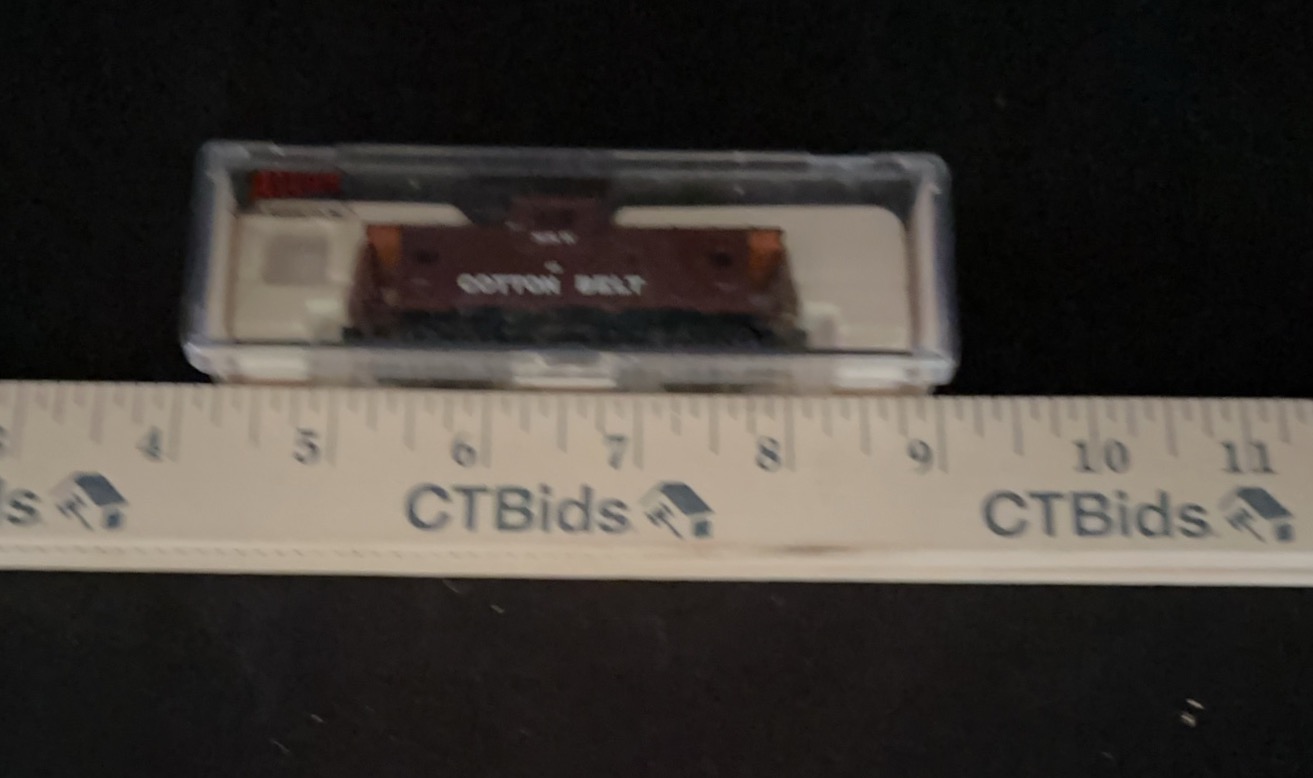 COTTON BELT
4 5 6 7 8 9 10 11
CTBids CTBids